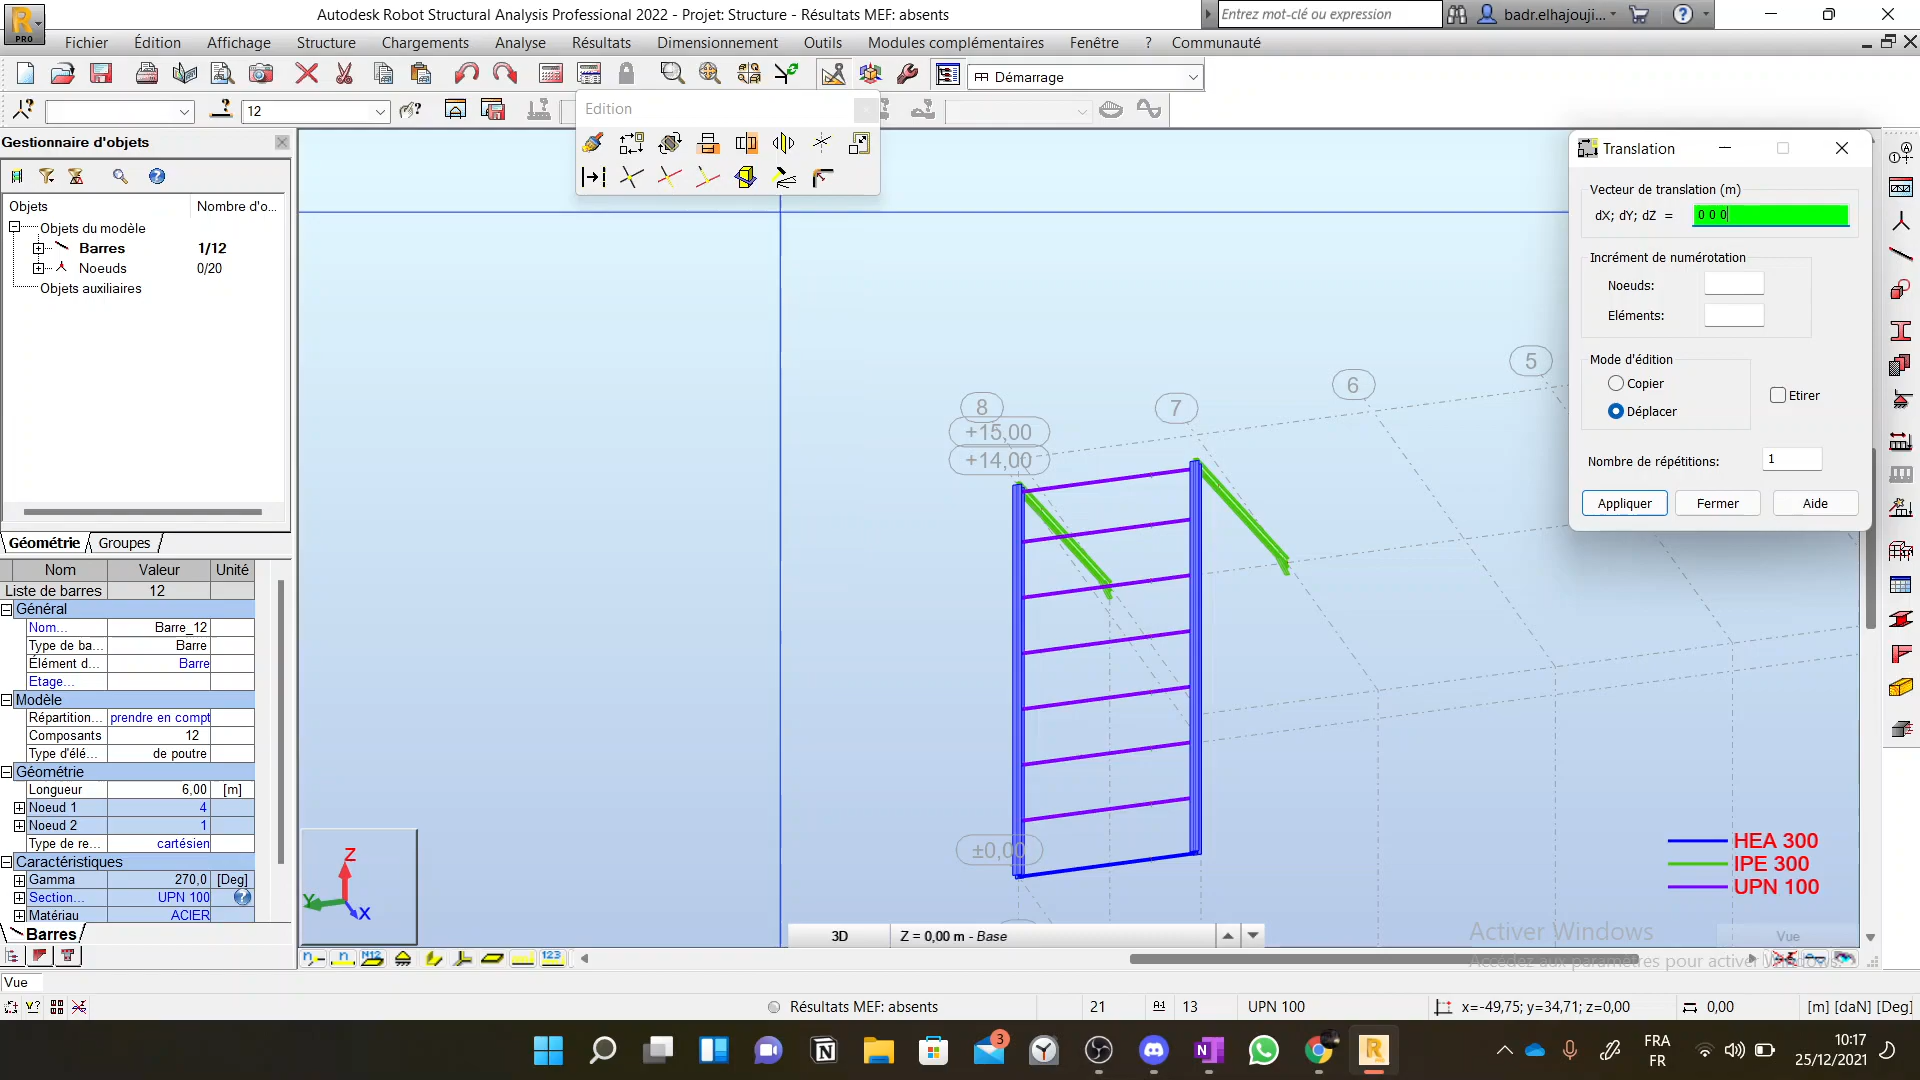 Autodesk Robot Structural Analysis Professional 2022 - Projet: Structure - Résultats MEF: absents
Entrez mot-clé ou expression
badr.elhajouji...
PRO
Fichier Édition Affichage Structure Chargements Analyse Résultats Dimensionnement Outils Modules complémentaires Fenêtre ? Communauté
Démarrage
12
Edition
Gestionnaire d'objets
Objets Nombre d'o...
Objets du modèle
Barres 1/12
Noeuds 0/20
Objets auxiliaires
Géométrie Groupes
Nom Valeur Unité
Liste de barres 12
Général
Nom... Barre_12
Type de ba... Barre
Élément d... Barre
Etage...
Modèle
Répartition... prendre en compt
Composants 12
Type d'élé... de poutre
Géométrie
Longueur 6,00 [m]
Noeud 1 4
Noeud 2 1
Type de re... cartésien
Caractéristiques
Gamma 270,0 [Deg]
Section... UPN 100
Matériau ACIER
Barres
Translation
Vecteur de translation (m)
dX; dY; dZ = 0 0 0
Incrément de numérotation
Noeuds:
Eléments:
Mode d'édition
Copier
Déplacer
Etirer
Nombre de répétitions: 1
Appliquer Fermer Aide
5
6
7
8
+15,00
+14,00
±0,00
HEA 300
IPE 300
UPN 100
Z
Y
X
3D Z = 0,00 m - Base
Activer Windows
Accédez aux paramètres pour activer Windows.
Vue
Vue
Résultats MEF: absents 21 13 UPN 100 x=-49,75; y=34,71; z=0,00 0,00 [m] [daN] [Deg]
3
FRA
FR
10:17
25/12/2021